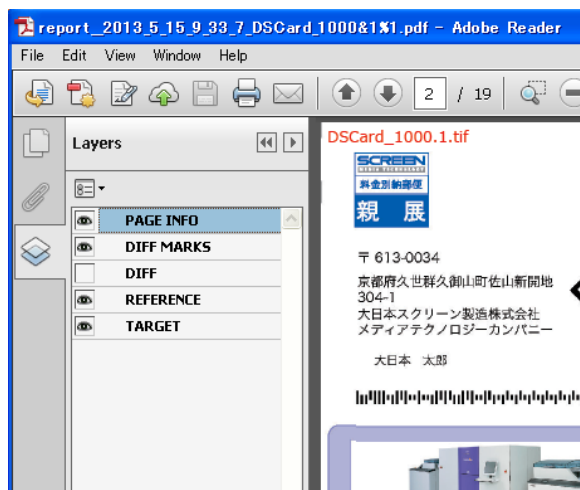 report_2013_5_15_9_33_7_DSCard_1000&1%1.pdf - Adobe Reader
File Edit View Window Help
2 / 19
Layers
PAGE INFO
DIFF MARKS
DIFF
REFERENCE
TARGET
DSCard_1000.1.tif
SCREEN
料金別納郵便
親 展
〒 613-0034
京都府久世群久御山町佐山新開地
304-1
大日本スクリーン製造株式会社
メディアテクノロジーカンパニー
大日本 太郎